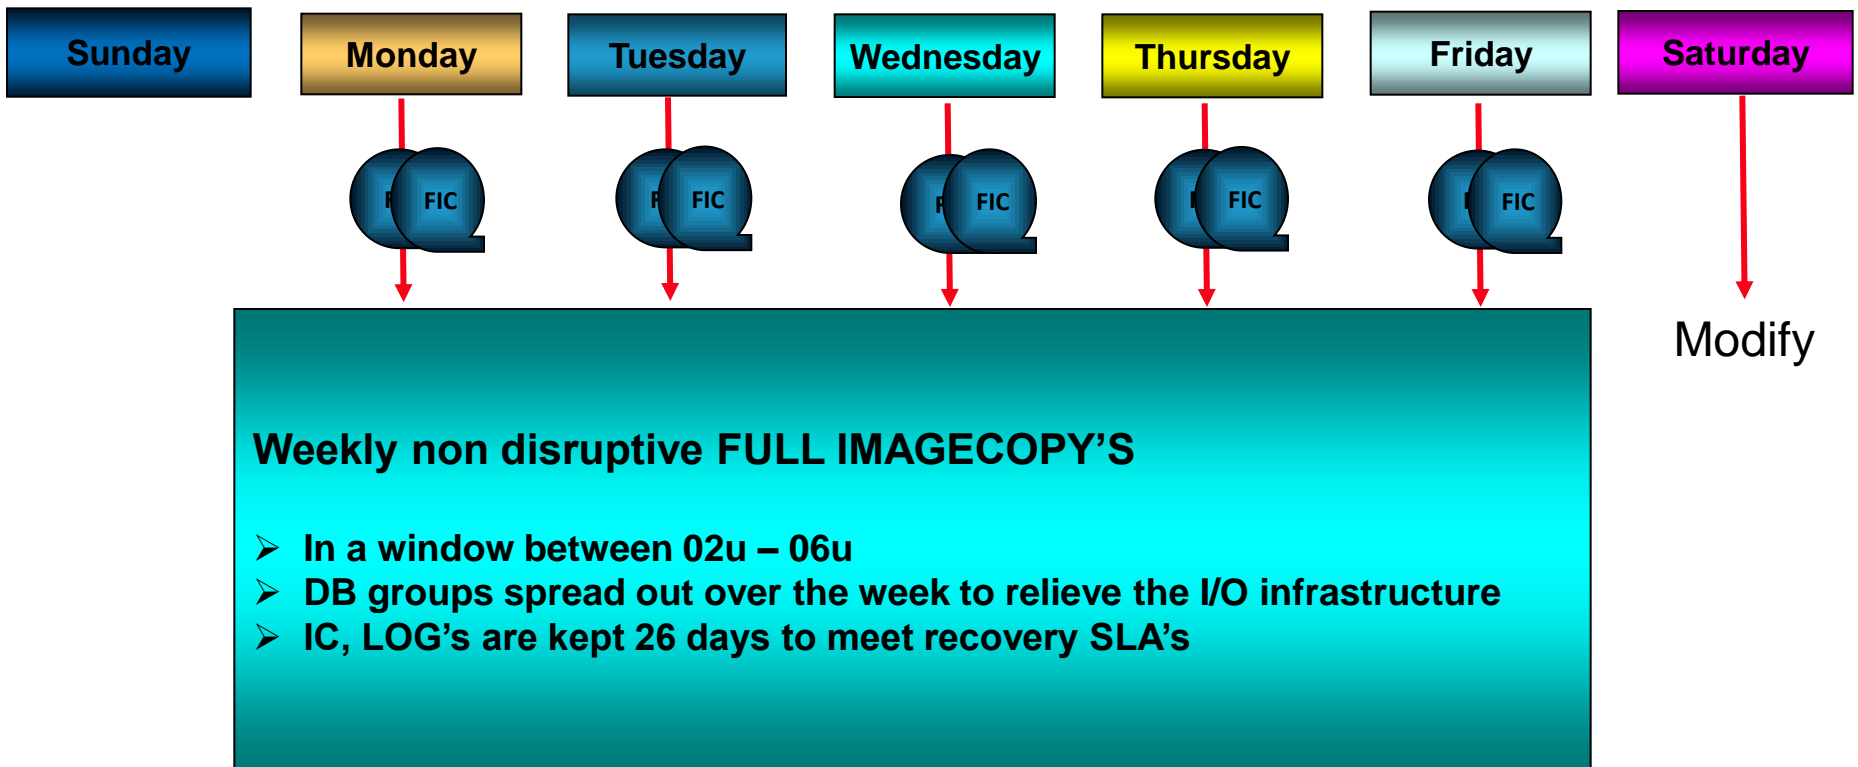 Sunday
Monday
Tuesday
Wednesday
Thursday
Friday
Saturday
FIC
FIC
FIC
FIC
FIC
Modify
Weekly non disruptive FULL IMAGECOPY’S
➢ In a window between 02u – 06u
➢ DB groups spread out over the week to relieve the I/O infrastructure
➢ IC, LOG’s are kept 26 days to meet recovery SLA’s